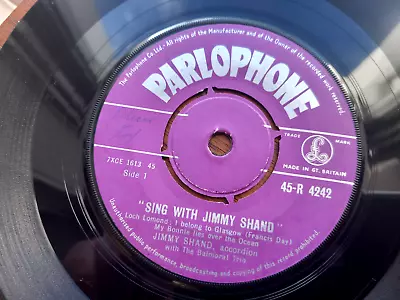 The Parlophone Co. Ltd. All rights of the Manufacturer and of the Owner of the recorded work reserved.
PARLOPHONE
TRADE MARK
£
7XCE 1613 45
Side 1
MADE IN GT. BRITAIN
45-R 4242
"SING WITH JIMMY SHAND"
Loch Lomond, I belong to Glasgow (Francis Day)
My Bonnie lies over the Ocean
JIMMY SHAND, accordion
with The Balmoral Trio
Unauthorised public performance, broadcasting and copying of this record prohibited.